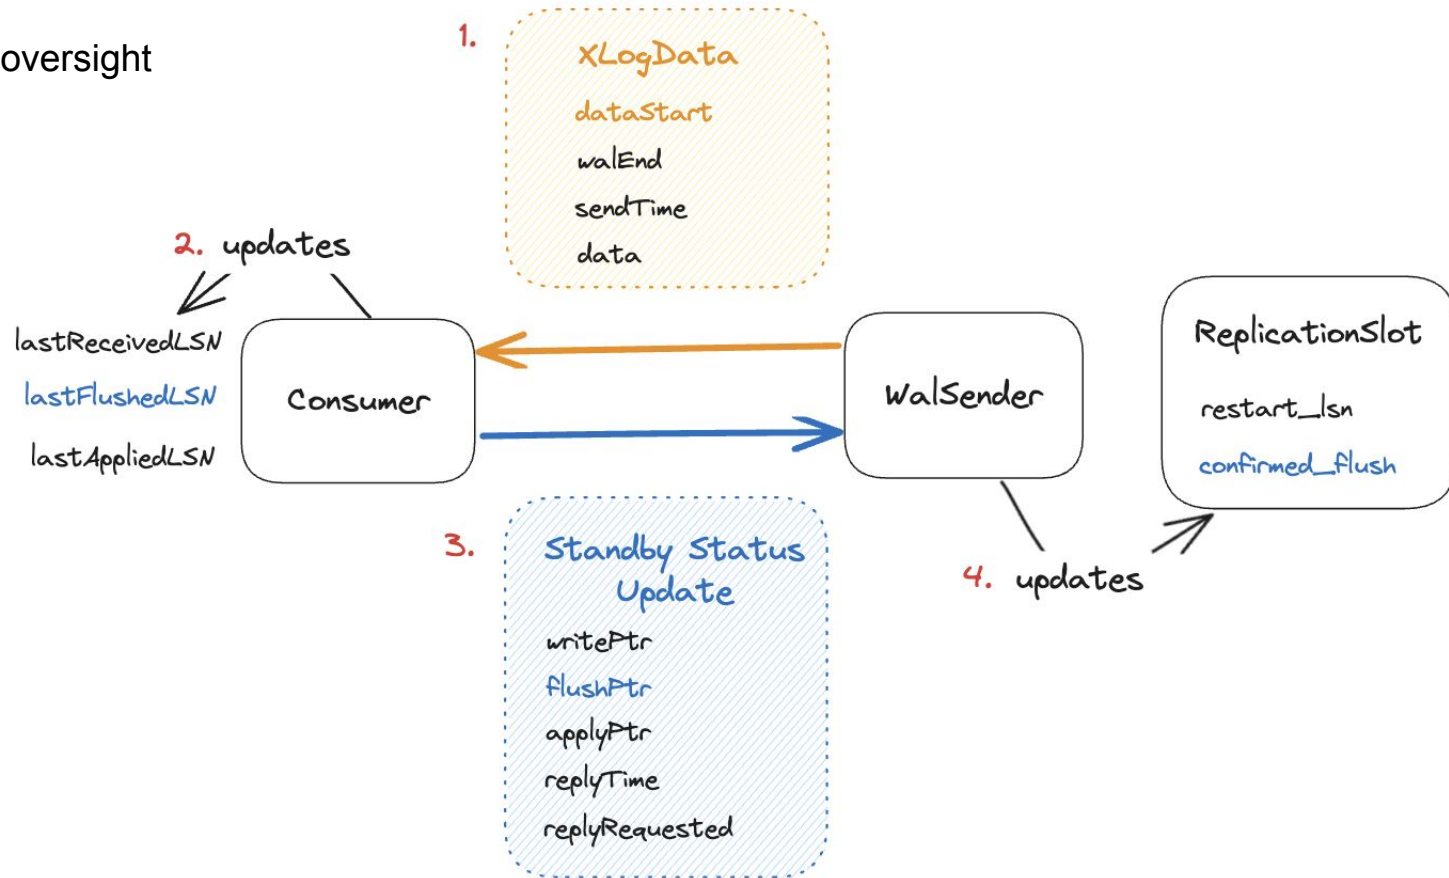 oversight
1.
XLogData
dataStart
walEnd
sendTime
data
2. updates
lastReceivedLSN
lastFlushedLSN
lastAppliedLSN
Consumer
WalSender
ReplicationSlot
restart_lsn
confirmed_flush
3.
Standby Status
Update
writePtr
flushPtr
applyPtr
replyTime
replyRequested
4. updates